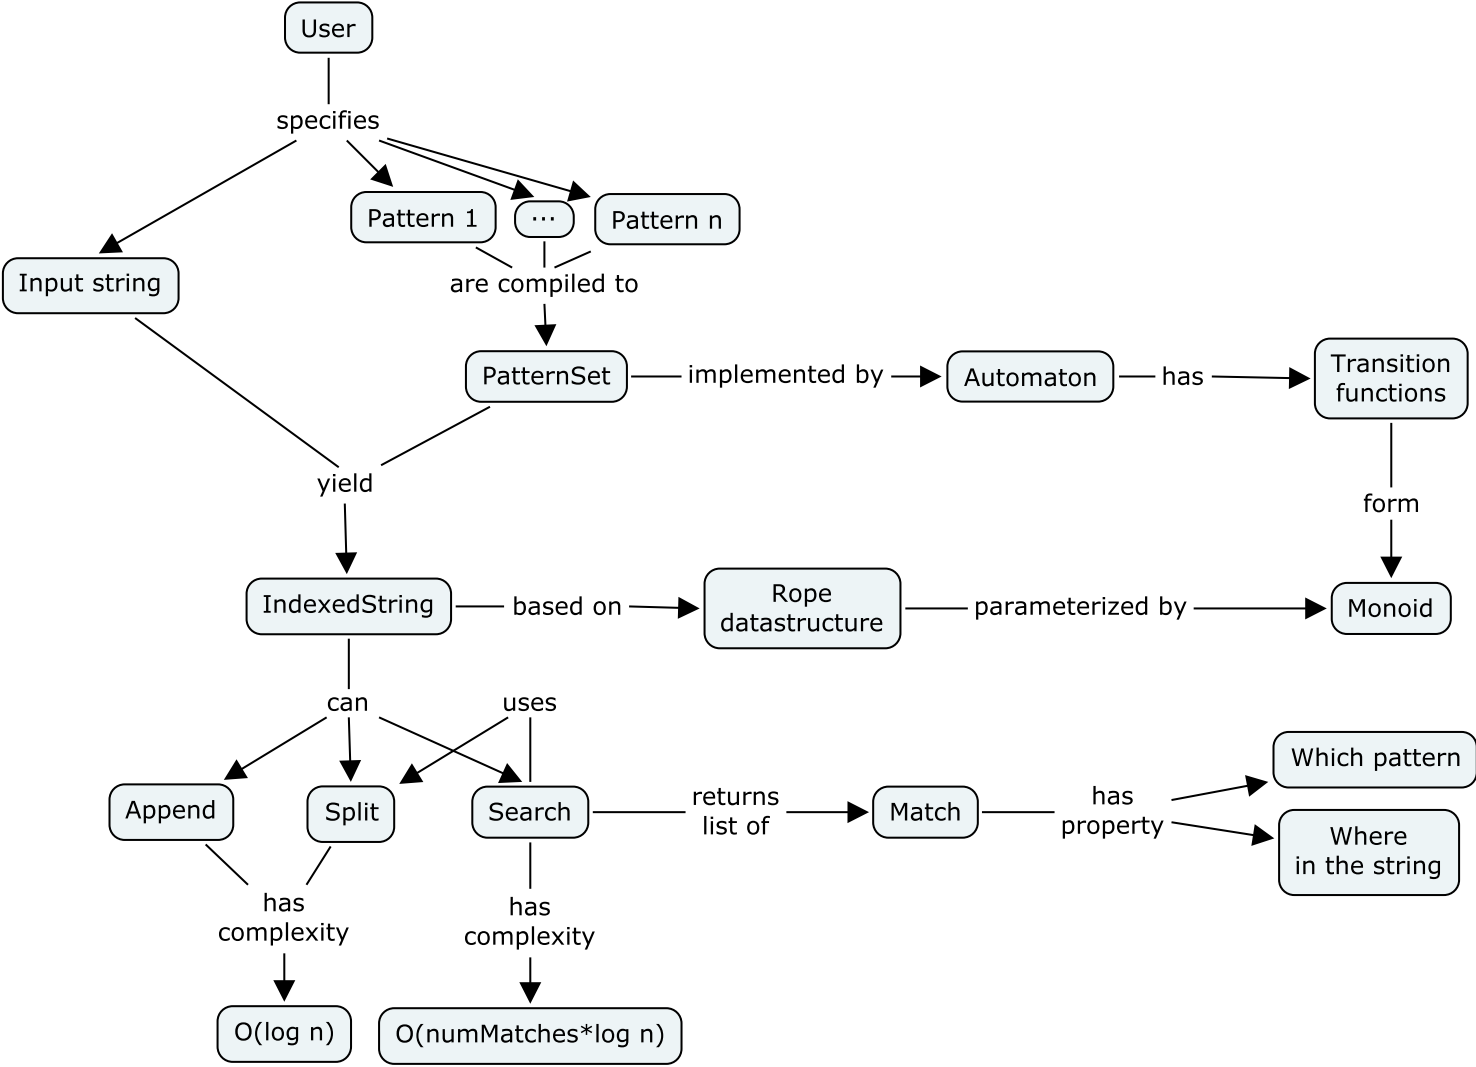 User
specifies
Pattern 1
...
Pattern n
Input string
are compiled to
PatternSet
implemented by
Automaton
has
Transition
functions
yield
form
IndexedString
based on
Rope
datastructure
parameterized by
Monoid
can
uses
Append
Split
Search
returns
list of
Match
has
property
Which pattern
Where
in the string
has
complexity
has
complexity
O(log n)
O(numMatches*log n)